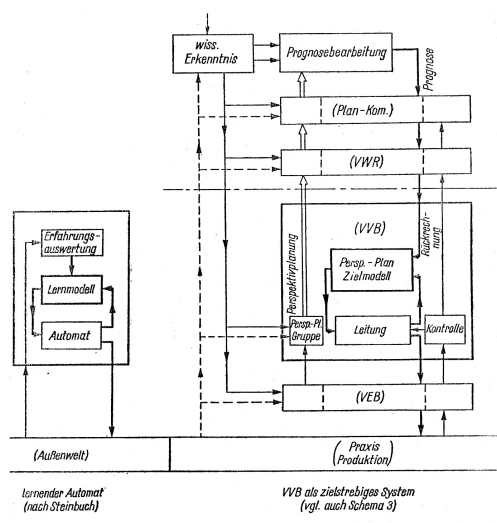 wiss.
Erkenntnis
Prognosebearbeitung
Prognose
(Plan-Kom.)
(VWR)
(VVB)
Rückrech-
nung
Perspektivplanung
Persp.-Plan
Zielmodell
Leitung
Persp.-Pl.
Gruppe
Kontrolle
(VEB)
Erfahrungs-
auswertung
Lernmodell
Automat
(Außenwelt)
(Praxis
Produktion)
lernender Automat
(nach Steinbuch)
VVB als zielstrebiges System
(vgl. auch Schema 3)